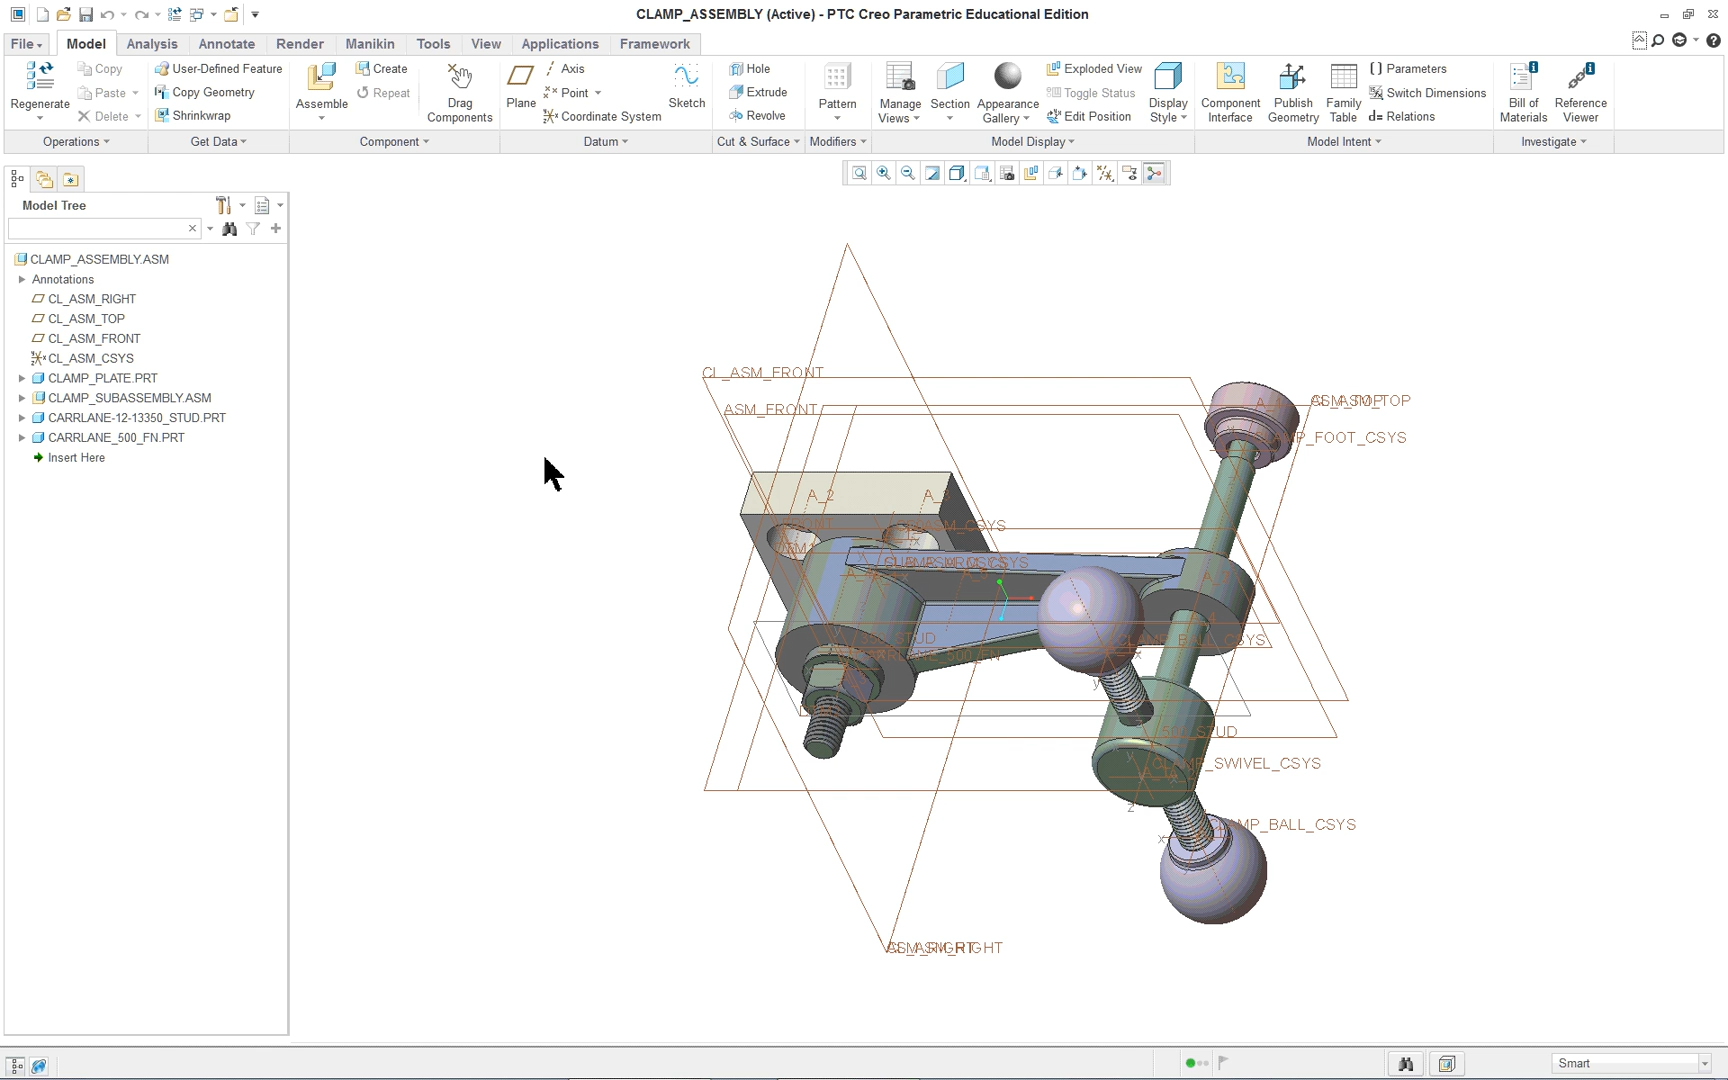 CLAMP_ASSEMBLY (Active) - PTC Creo Parametric Educational Edition
File
Model
Analysis
Annotate
Render
Manikin
Tools
View
Applications
Framework
Regenerate
Copy
Paste
Delete
User-Defined Feature
Copy Geometry
Shrinkwrap
Assemble
Create
Repeat
Drag Components
Plane
Axis
Point
Coordinate System
Sketch
Hole
Extrude
Revolve
Pattern
Manage Views
Section
Appearance Gallery
Exploded View
Toggle Status
Edit Position
Display Style
Component Interface
Publish Geometry
Family Table
Parameters
Switch Dimensions
d= Relations
Bill of Materials
Reference Viewer
Operations
Get Data
Component
Datum
Cut & Surface
Modifiers
Model Display
Model Intent
Investigate
Model Tree
CLAMP_ASSEMBLY.ASM
Annotations
CL_ASM_RIGHT
CL_ASM_TOP
CL_ASM_FRONT
CL_ASM_CSYS
CLAMP_PLATE.PRT
CLAMP_SUBASSEMBLY.ASM
CARRLANE-12-13350_STUD.PRT
CARRLANE_500_FN.PRT
Insert Here
CL_ASM_FRONT
ASM_FRONT
CLAMP_FOOT_CSYS
A_2
CLAMP_BALL_CSYS
CLAMP_SWIVEL_CSYS
CLAMP_BALL_CSYS
Smart